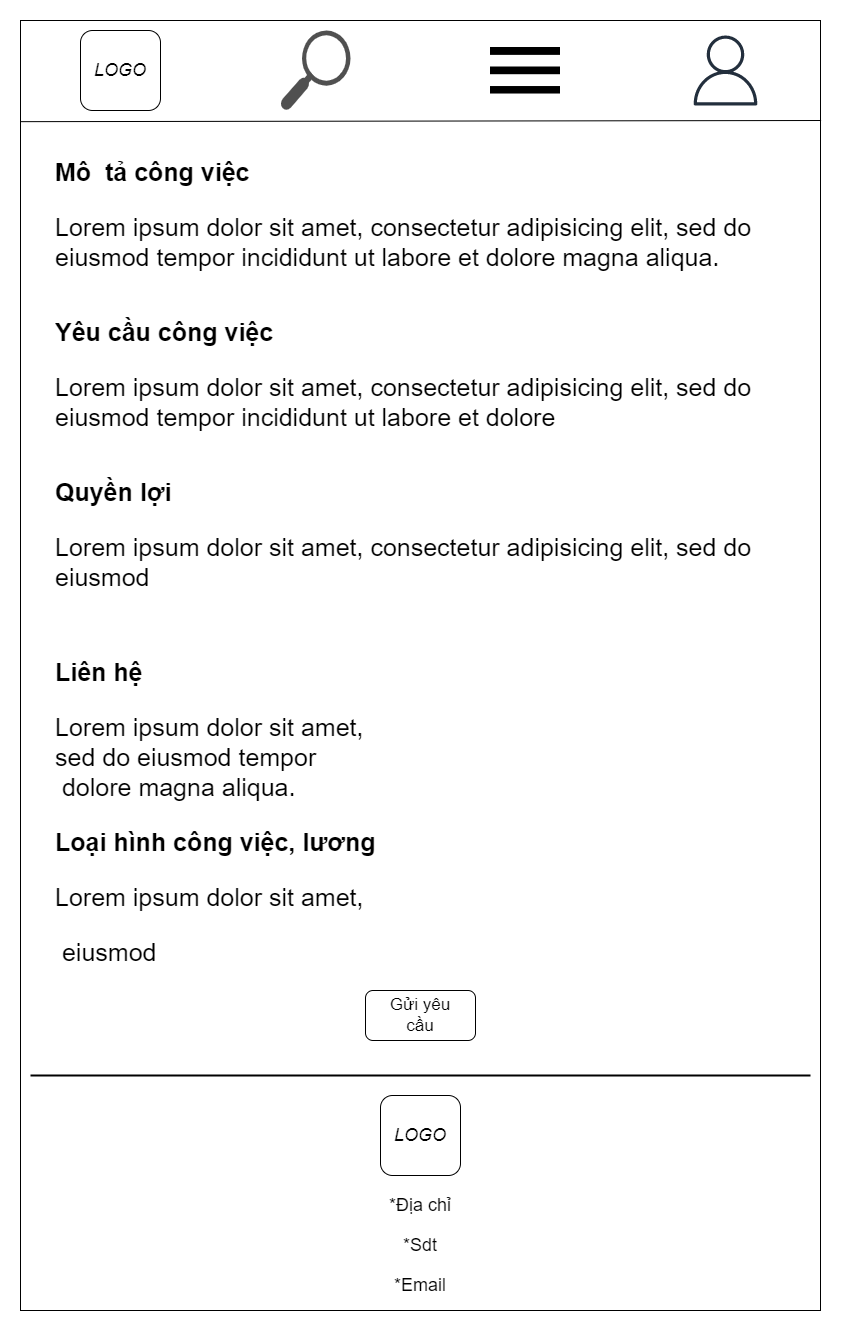 LOGO
Mô tả công việc
Lorem ipsum dolor sit amet, consectetur adipisicing elit, sed do
eiusmod tempor incididunt ut labore et dolore magna aliqua.
Yêu cầu công việc
Lorem ipsum dolor sit amet, consectetur adipisicing elit, sed do
eiusmod tempor incididunt ut labore et dolore
Quyền lợi
Lorem ipsum dolor sit amet, consectetur adipisicing elit, sed do
eiusmod
Liên hệ
Lorem ipsum dolor sit amet,
sed do eiusmod tempor
dolore magna aliqua.
Loại hình công việc, lương
Lorem ipsum dolor sit amet,
eiusmod
Gửi yêu
cầu
LOGO
*Địa chỉ
*Sdt
*Email